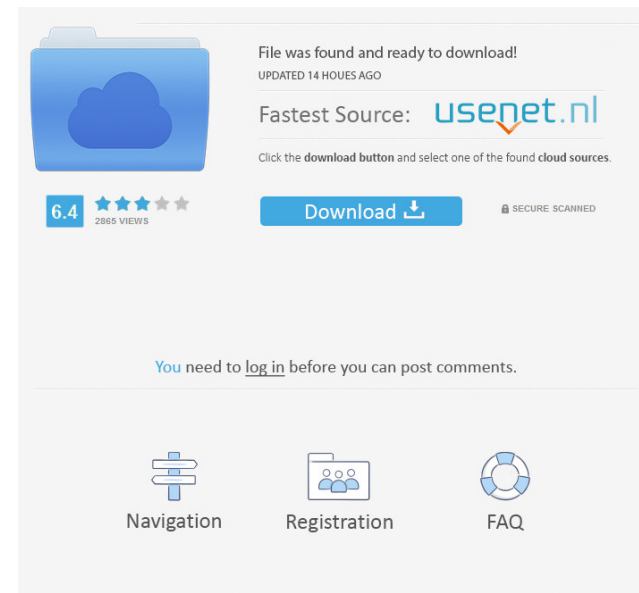 File was found and ready to download!
UPDATED 14 HOUES AGO
Fastest Source: usenet.nl
Click the download button and select one of the found cloud sources.
6.4
2865 VIEWS
Download
SECURE SCANNED
You need to log in before you can post comments.
Navigation
Registration
FAQ